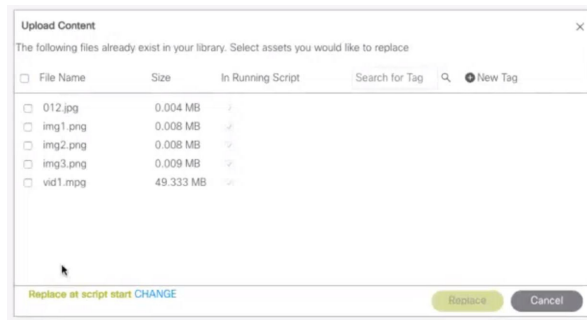 Upload Content
The following files already exist in your library. Select assets you would like to replace
File Name Size In Running Script Search for Tag New Tag
012.jpg 0.004 MB
img1.png 0.008 MB
img2.png 0.008 MB
img3.png 0.009 MB
vid1.mpg 49.333 MB
Replace at script start CHANGE
Replace Cancel